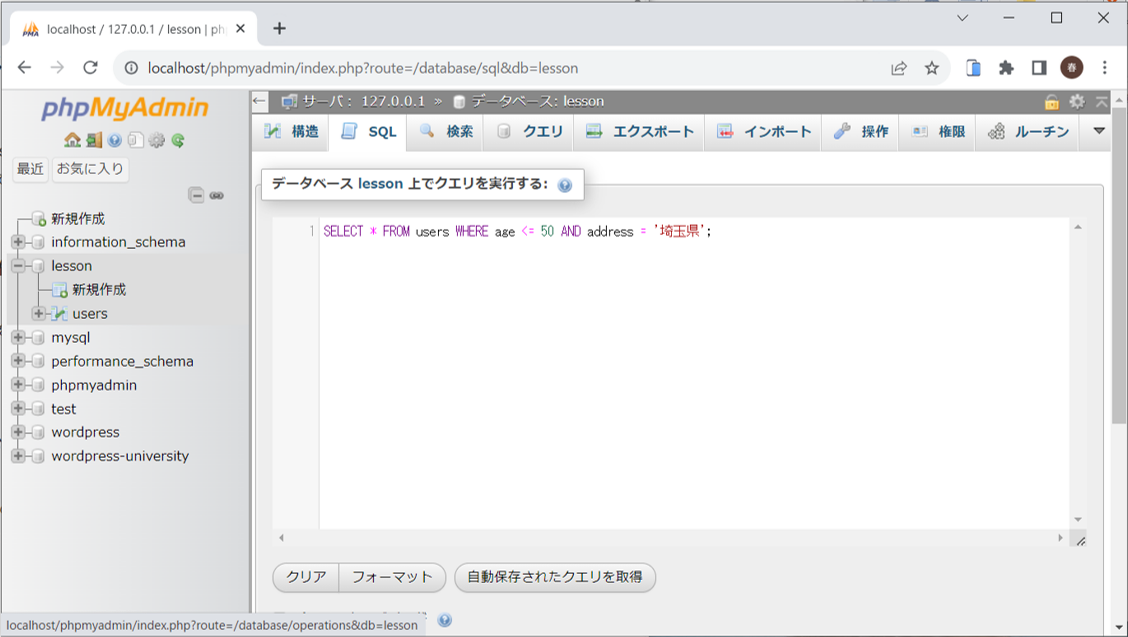 localhost / 127.0.0.1 / lesson | ph
localhost/phpmyadmin/index.php?route=/database/sql&db=lesson
春
phpMyAdmin
最近 お気に入り
新規作成
information_schema
lesson
新規作成
users
mysql
performance_schema
phpmyadmin
test
wordpress
wordpress-university
サーバ: 127.0.0.1 » データベース: lesson
構造 SQL 検索 クエリ エクスポート インポート 操作 権限 ルーチン
データベース lesson 上でクエリを実行する:
1 SELECT * FROM users WHERE age <= 50 AND address = '埼玉県';
クリア フォーマット 自動保存されたクエリを取得
localhost/phpmyadmin/index.php?route=/database/operations&db=lesson